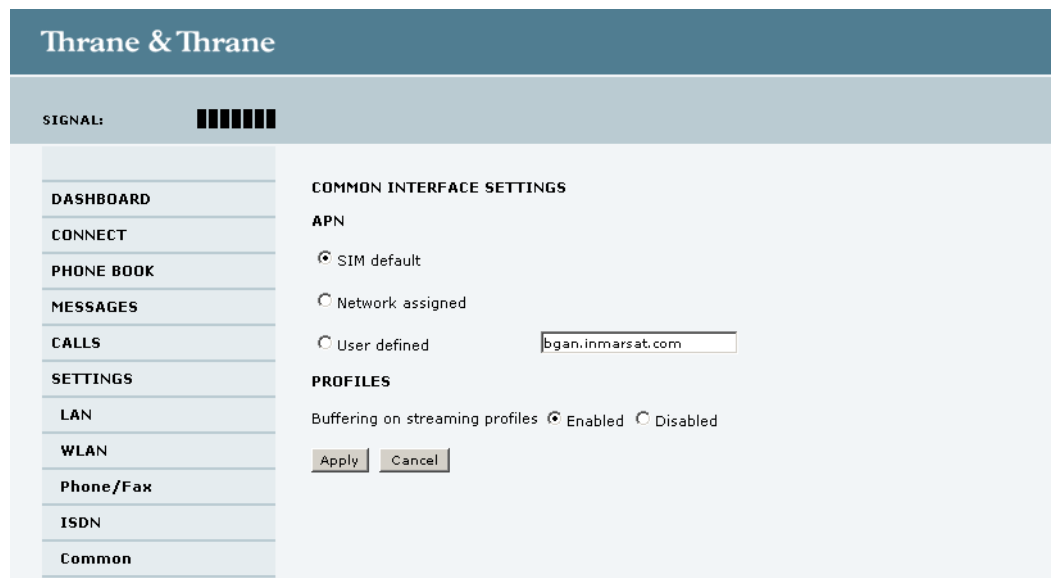 Thrane & Thrane
SIGNAL:
DASHBOARD
CONNECT
PHONE BOOK
MESSAGES
CALLS
SETTINGS
LAN
WLAN
Phone/Fax
ISDN
Common
COMMON INTERFACE SETTINGS
APN
SIM default
Network assigned
User defined bgan.inmarsat.com
PROFILES
Buffering on streaming profiles Enabled Disabled
Apply Cancel